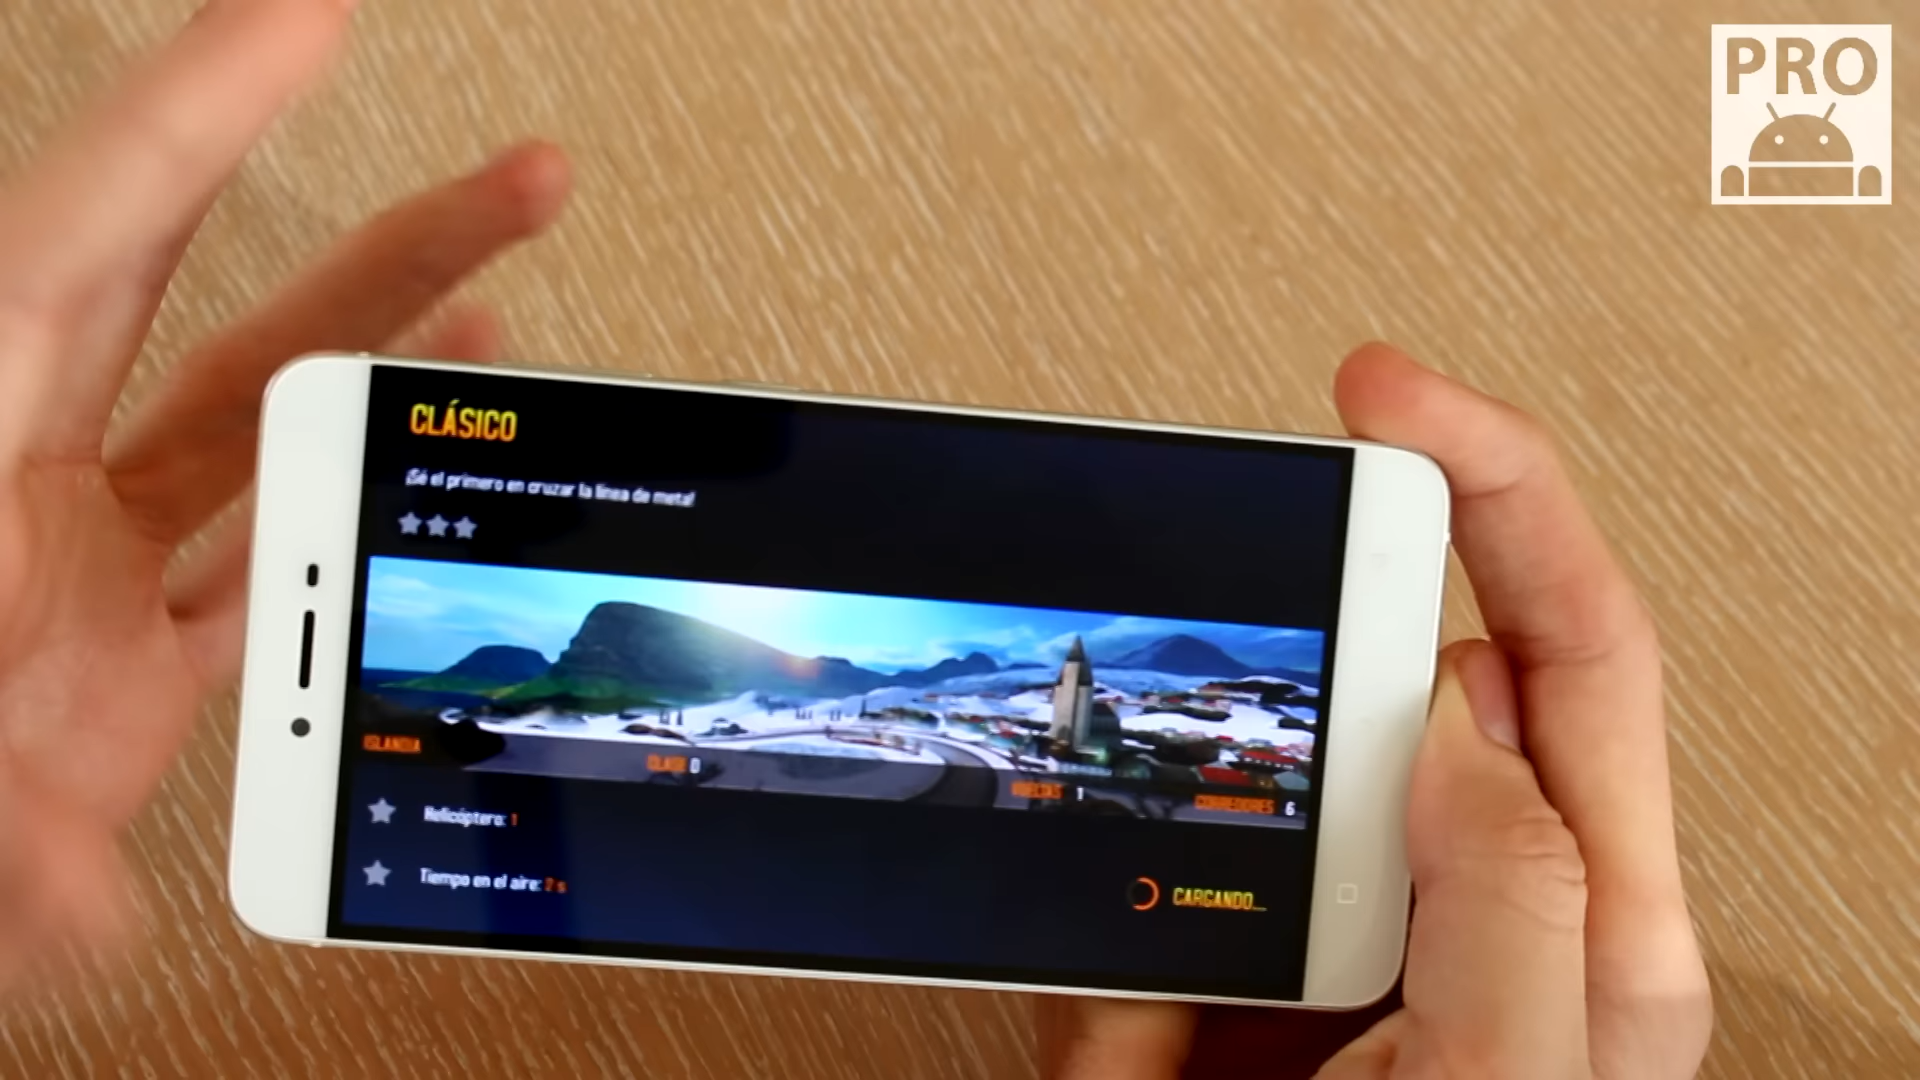 PRO
CLÁSICO
¡Sé el primero en cruzar la línea de meta!
ISLANDIA
CLASE 0
VUELTAS 1
CORREDORES 6
Helicóptero: 1
Tiempo en el aire: 2 s
CARGANDO...